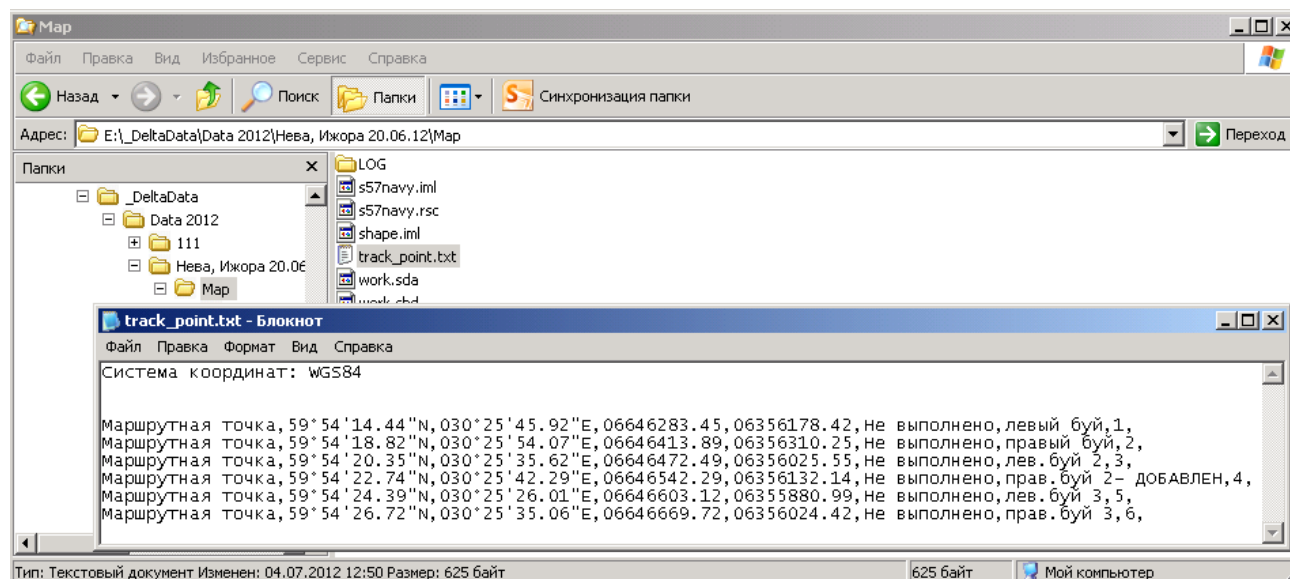 Map
Файл Правка Вид Избранное Сервис Справка
Назад Поиск Папки Синхронизация папки
Адрес: E:\_DeltaData\Data 2012\Нева, Ижора 20.06.12\Map Переход
Папки
_DeltaData
Data 2012
111
Нева, Ижора 20.06
Map
LOG
s57navy.iml
s57navy.rsc
shape.iml
track_point.txt
work.sda
track_point.txt - Блокнот
Файл Правка Формат Вид Справка
Система координат: WGS84
Маршрутная точка,59°54'14.44"N,030°25'45.92"E,06646283.45,06356178.42,Не выполнено,левый буй,1,
Маршрутная точка,59°54'18.82"N,030°25'54.07"E,06646413.89,06356310.25,Не выполнено,правый буй,2,
Маршрутная точка,59°54'20.35"N,030°25'35.62"E,06646472.49,06356025.55,Не выполнено,лев.буй 2,3,
Маршрутная точка,59°54'22.74"N,030°25'42.29"E,06646542.29,06356132.14,Не выполнено,прав.буй 2- ДОБАВЛЕН,4,
Маршрутная точка,59°54'24.39"N,030°25'26.01"E,06646603.12,06355880.99,Не выполнено,лев.буй 3,5,
Маршрутная точка,59°54'26.72"N,030°25'35.06"E,06646669.72,06356024.42,Не выполнено,прав.буй 3,6,
Тип: Текстовый документ Изменен: 04.07.2012 12:50 Размер: 625 байт 625 байт Мой компьютер